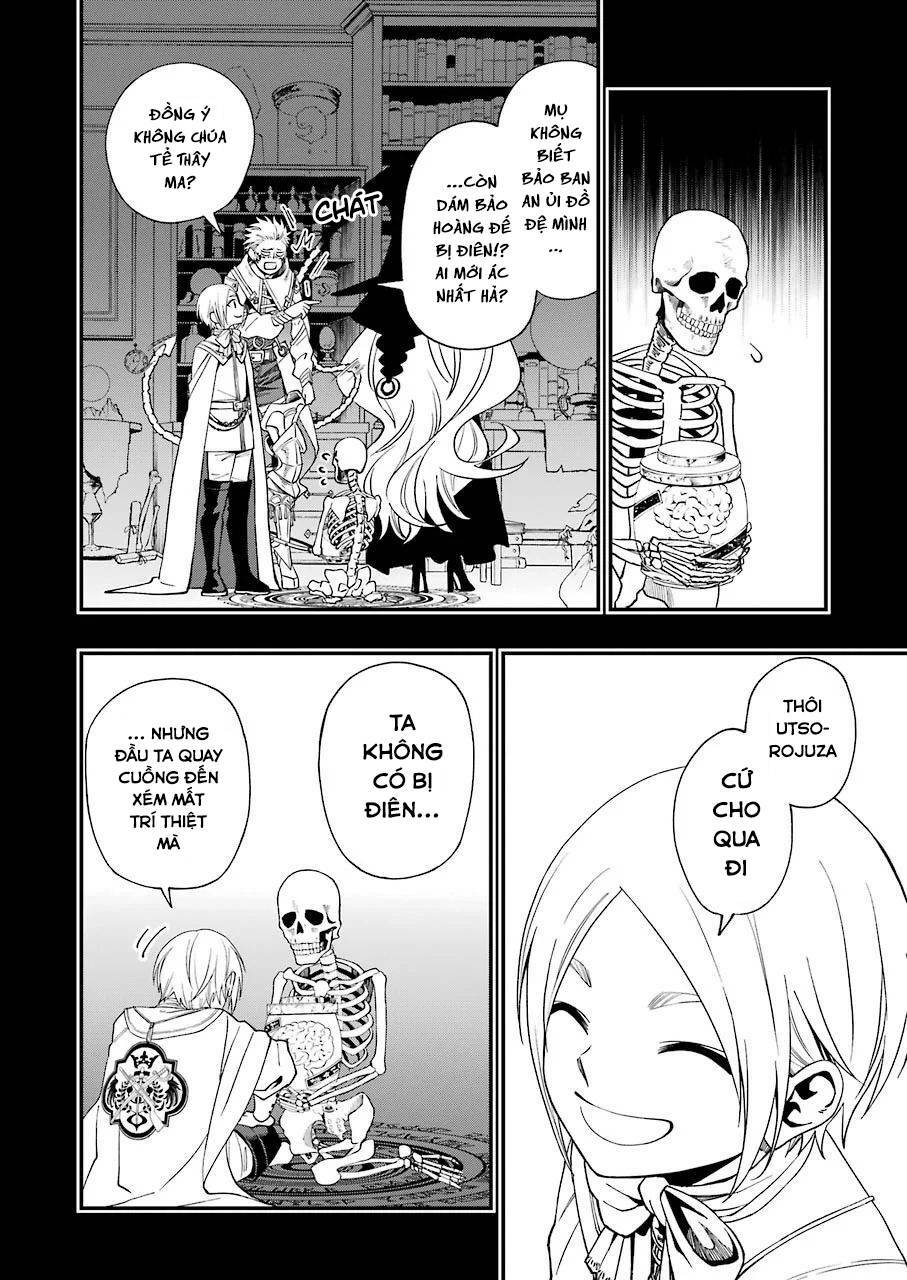 MỤ
KHÔNG
BIẾT
BẢO BAN
AN ỦI ĐỒ
ĐỆ MÌNH
...
...CÒN
DÁM BẢO
HOÀNG ĐẾ
BỊ ĐIÊN!?
AI MỚI ÁC
NHẤT HẢ?
CHÁT
ĐỒNG Ý
KHÔNG CHÚA
TỂ THÂY
MA?
THÔI
UTSO-
ROJUZA
CỨ
CHO
QUA
ĐI
TA
KHÔNG
CÓ BỊ
ĐIÊN...
... NHƯNG
ĐẦU TA QUAY
CUỒNG ĐẾN
XÉM MẤT
TRÍ THIỆT
MÀ